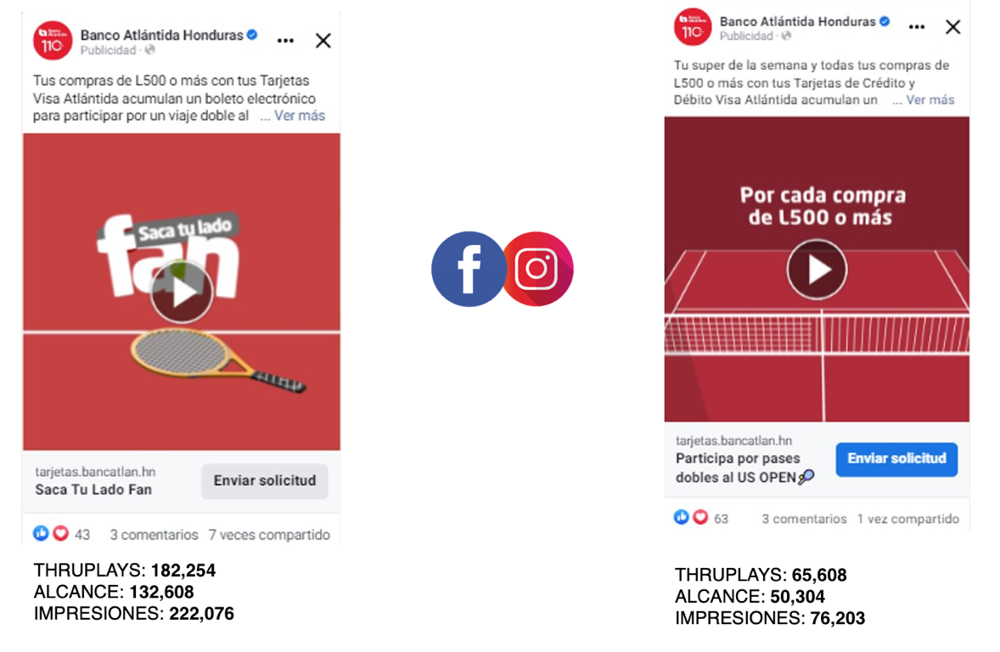 Banco Atlántida Honduras
Publicidad ·
Tus compras de L500 o más con tus Tarjetas
Visa Atlántida acumulan un boleto electrónico
para participar por un viaje doble al ... Ver más
Saca tu lado
fan
tarjetas.bancatlan.hn
Saca Tu Lado Fan
Enviar solicitud
43 3 comentarios 7 veces compartido
THRUPLAYS: 182,254
ALCANCE: 132,608
IMPRESIONES: 222,076
Banco Atlántida Honduras
Publicidad ·
Tu super de la semana y todas tus compras de
L500 o más con tus Tarjetas de Crédito y
Débito Visa Atlántida acumulan un ... Ver más
Por cada compra
de L500 o más
tarjetas.bancatlan.hn
Participa por pases
dobles al US OPEN
Enviar solicitud
63 3 comentarios 1 vez compartido
THRUPLAYS: 65,608
ALCANCE: 50,304
IMPRESIONES: 76,203